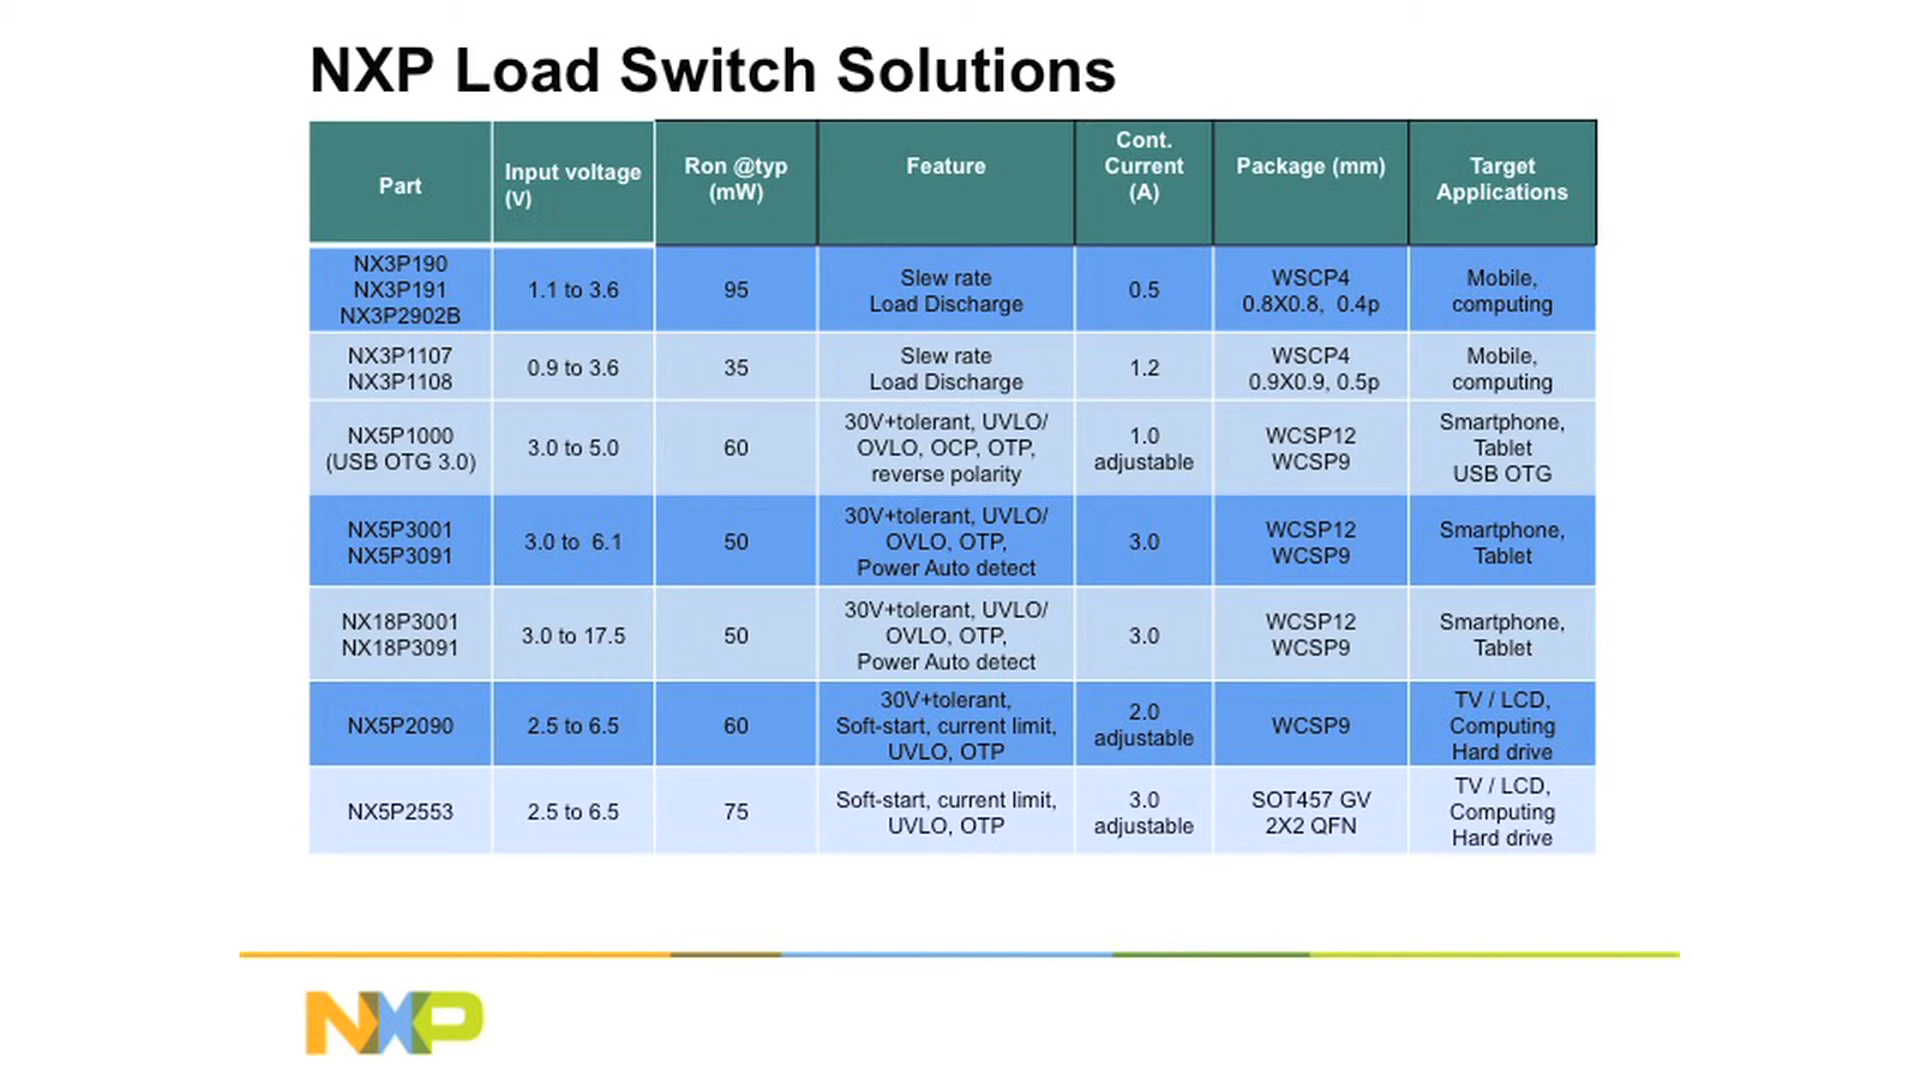 NXP Load Switch Solutions
Part
Input voltage
(V)
Ron @typ
(mW)
Feature
Cont.
Current
(A)
Package (mm)
Target
Applications
NX3P190
NX3P191
NX3P2902B
1.1 to 3.6
95
Slew rate
Load Discharge
0.5
WSCP4
0.8X0.8, 0.4p
Mobile,
computing
NX3P1107
NX3P1108
0.9 to 3.6
35
Slew rate
Load Discharge
1.2
WSCP4
0.9X0.9, 0.5p
Mobile,
computing
NX5P1000
(USB OTG 3.0)
3.0 to 5.0
60
30V+tolerant, UVLO/
OVLO, OCP, OTP,
reverse polarity
1.0
adjustable
WCSP12
WCSP9
Smartphone,
Tablet
USB OTG
NX5P3001
NX5P3091
3.0 to 6.1
50
30V+tolerant, UVLO/
OVLO, OTP,
Power Auto detect
3.0
WCSP12
WCSP9
Smartphone,
Tablet
NX18P3001
NX18P3091
3.0 to 17.5
50
30V+tolerant, UVLO/
OVLO, OTP,
Power Auto detect
3.0
WCSP12
WCSP9
Smartphone,
Tablet
NX5P2090
2.5 to 6.5
60
30V+tolerant,
Soft-start, current limit,
UVLO, OTP
2.0
adjustable
WCSP9
TV / LCD,
Computing
Hard drive
NX5P2553
2.5 to 6.5
75
Soft-start, current limit,
UVLO, OTP
3.0
adjustable
SOT457 GV
2X2 QFN
TV / LCD,
Computing
Hard drive
NXP